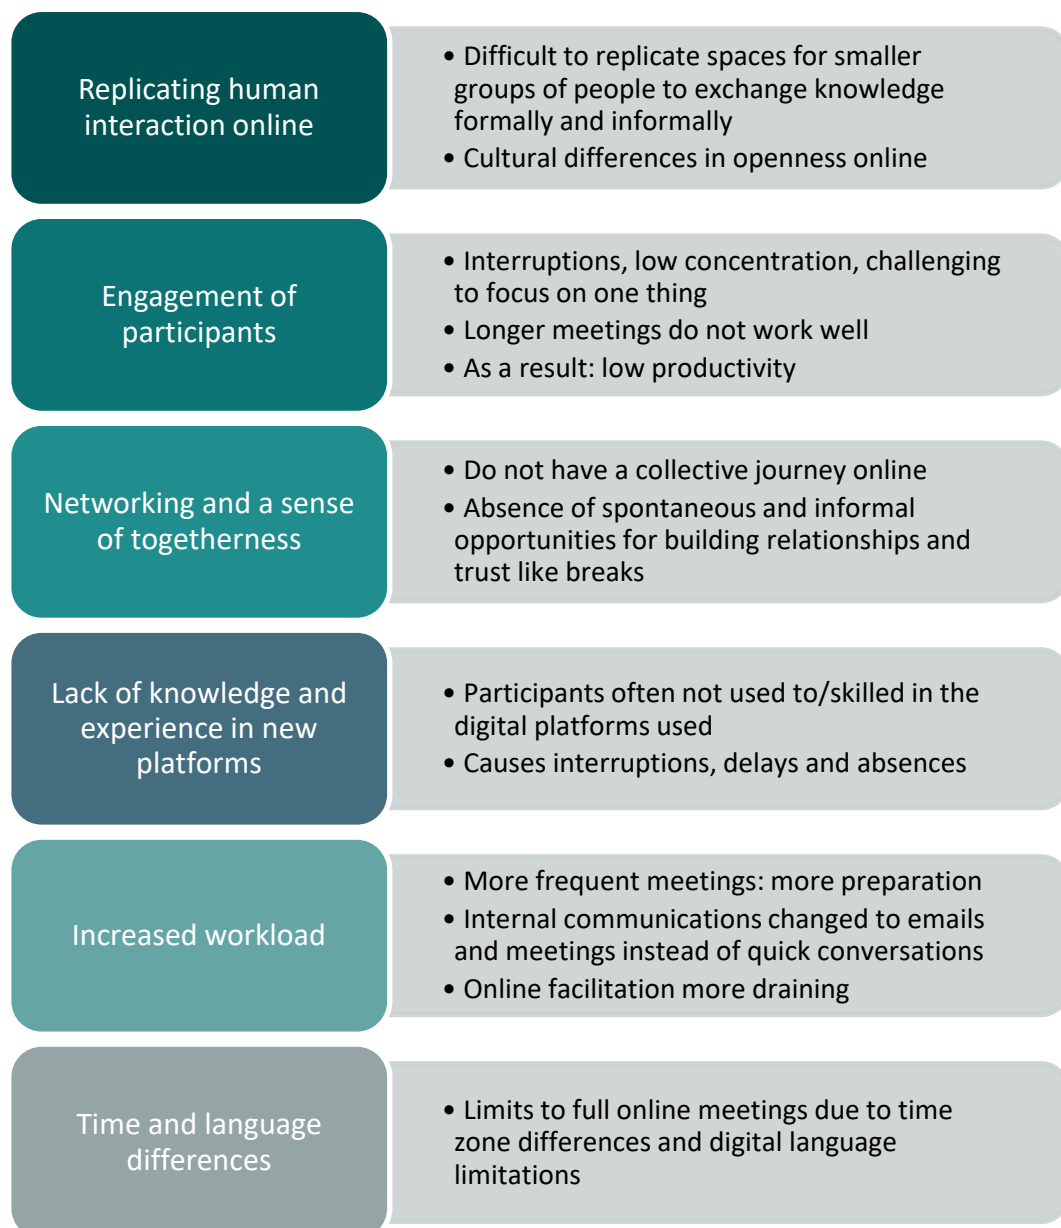 Replicating human
interaction online
• Difficult to replicate spaces for smaller
groups of people to exchange knowledge
formally and informally
• Cultural differences in openness online
Engagement of
participants
• Interruptions, low concentration, challenging
to focus on one thing
• Longer meetings do not work well
• As a result: low productivity
Networking and a sense
of togetherness
• Do not have a collective journey online
• Absence of spontaneous and informal
opportunities for building relationships and
trust like breaks
Lack of knowledge and
experience in new
platforms
• Participants often not used to/skilled in the
digital platforms used
• Causes interruptions, delays and absences
Increased workload
• More frequent meetings: more preparation
• Internal communications changed to emails
and meetings instead of quick conversations
• Online facilitation more draining
Time and language
differences
• Limits to full online meetings due to time
zone differences and digital language
limitations